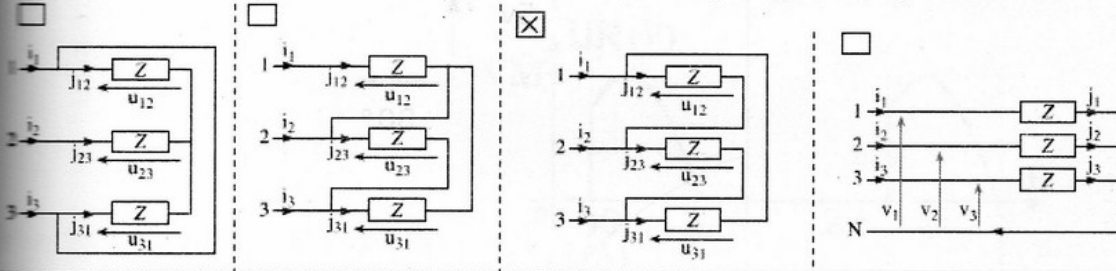 1 i₁ j₁₂ Z u₁₂
2 i₂ j₂₃ Z u₂₃
3 i₃ j₃₁ Z u₃₁
1 i₁ j₁₂ Z u₁₂
2 i₂ j₂₃ Z u₂₃
3 i₃ j₃₁ Z u₃₁
1 i₁ j₁₂ Z u₁₂
2 i₂ j₂₃ Z u₂₃
3 i₃ j₃₁ Z u₃₁
1 i₁ Z j₁
2 i₂ Z j₂
3 i₃ Z j₃
v₁ v₂ v₃
N